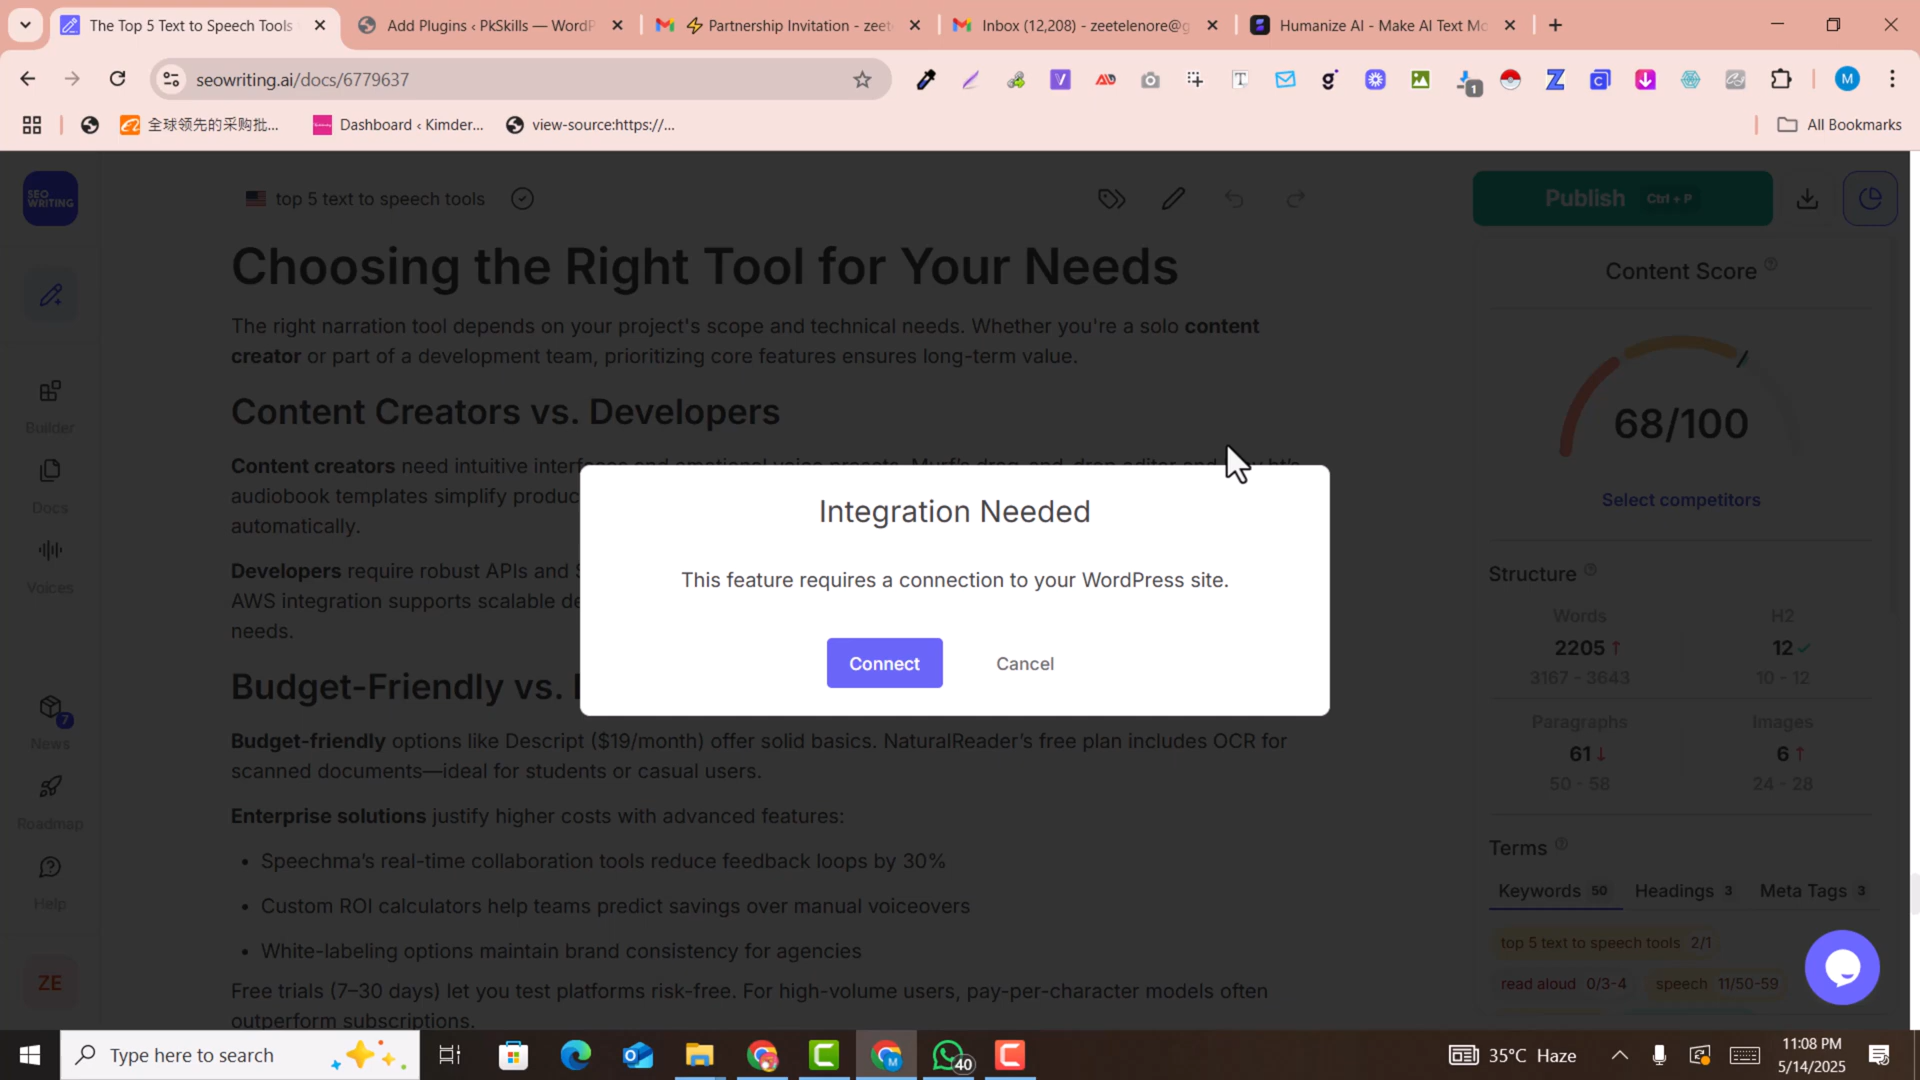 The Top 5 Text to Speech Tools
Add Plugins ‹ PkSkills — WordP
⚡ Partnership Invitation - zeet
Inbox (12,208) - zeetelenore@g
Humanize AI - Make AI Text Mo
seowriting.ai/docs/6779637
全球领先的采购批...
Dashboard ‹ Kimder...
view-source:https://...
All Bookmarks
SEO
WRITING
top 5 text to speech tools
Publish Ctrl + P
Choosing the Right Tool for Your Needs
The right narration tool depends on your project's scope and technical needs. Whether you're a solo content
creator or part of a development team, prioritizing core features ensures long-term value.
Content Creators vs. Developers
Content creators need intuitive
audiobook templates simplify
automatically.
Developers require robust APIs and
AWS integration supports scalable
needs.
Integration Needed
This feature requires a connection to your WordPress site.
Connect
Cancel
Budget-Friendly vs.
Budget-friendly options like Descript ($19/month) offer solid basics. NaturalReader's free plan includes OCR for
scanned documents—ideal for students or casual users.
Enterprise solutions justify higher costs with advanced features:
• Speechma's real-time collaboration tools reduce feedback loops by 30%
• Custom ROI calculators help teams predict savings over manual voiceovers
• White-labeling options maintain brand consistency for agencies
Free trials (7–30 days) let you test platforms risk-free. For high-volume users, pay-per-character models often
outperform subscriptions.
Builder
Docs
Voices
7
News
Roadmap
Help
ZE
Content Score
68/100
Select competitors
Structure
Words
2205 ↑
3167 - 3643
H2
12 ✓
10 - 12
Paragraphs
61 ↓
50 - 58
Images
6 ↑
24 - 28
Terms
Keywords 50 Headings 3 Meta Tags 3
top 5 text to speech tools 2/1
read aloud 0/3-4 speech 11/50-59
Type here to search
40
35°C Haze
11:08 PM
5/14/2025